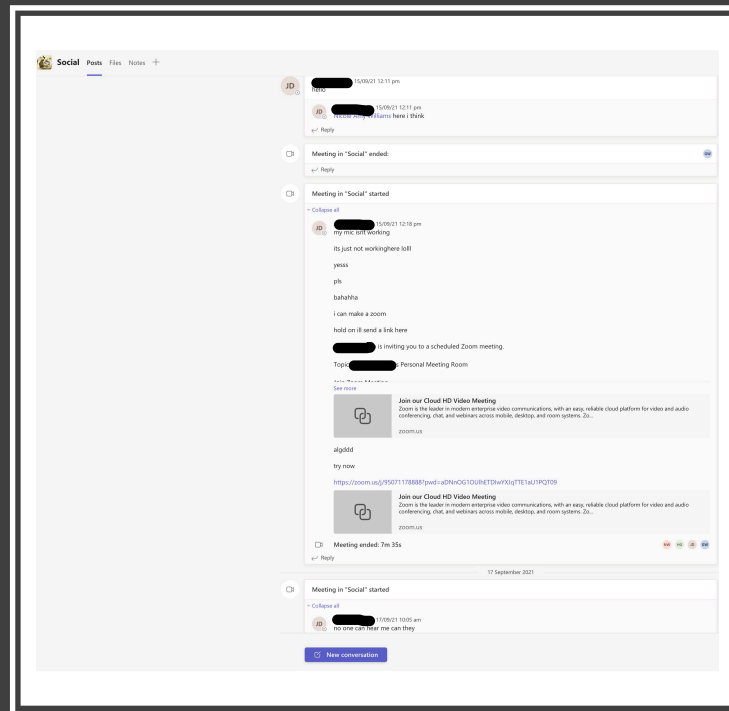 Social Posts Files Notes
JD 15/09/21 12:11 pm
hello
JD 15/09/21 12:11 pm
Williams here i think
Reply
Meeting in "Social" ended:
Reply
Meeting in "Social" started
Collapse all
JD 15/09/21 12:18 pm
my mic isnt working
its just not workinghere lolll
yesss
pls
bahahha
i can make a zoom
hold on ill send a link here
is inviting you to a scheduled Zoom meeting.
Topic s Personal Meeting Room
Join Zoom Meeting
See more
Join our Cloud HD Video Meeting
Zoom is the leader in modern enterprise video communications, with an easy, reliable cloud platform for video and audio
conferencing, chat, and webinars across mobile, desktop, and room systems. Zo...
zoom.us
algddd
try now
https://zoom.us/j/95071178888?pwd=aDNnOG1OUlhETDIwYXJqTTE1aU1PQT09
Join our Cloud HD Video Meeting
Zoom is the leader in modern enterprise video communications, with an easy, reliable cloud platform for video and audio
conferencing, chat, and webinars across mobile, desktop, and room systems. Zo...
zoom.us
Meeting ended: 7m 35s
Reply
17 September 2021
Meeting in "Social" started
Collapse all
JD 17/09/21 10:05 am
no one can hear me can they
New conversation